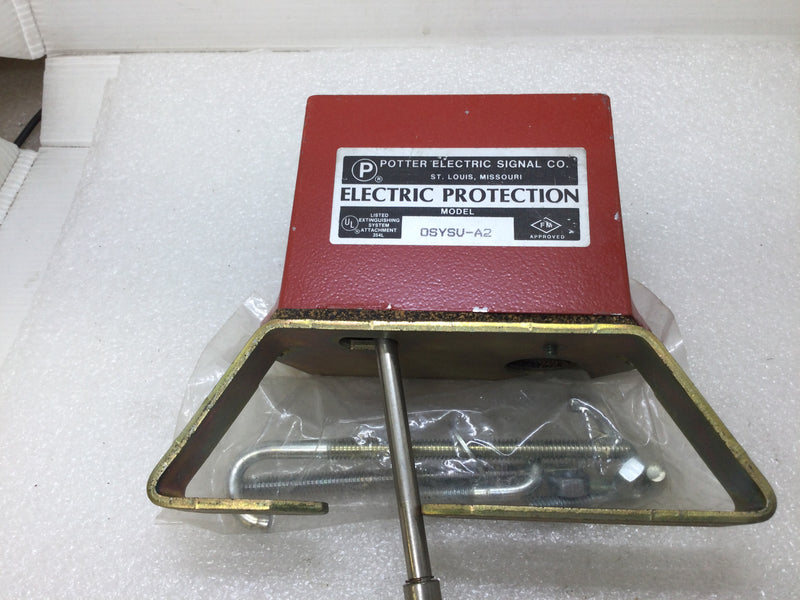 P
®
POTTER ELECTRIC SIGNAL CO.
ST. LOUIS, MISSOURI
ELECTRIC PROTECTION
MODEL
UL
®
LISTED
EXTINGUISHING
SYSTEM
ATTACHMENT
364L
OSYSU-A2
FM
APPROVED